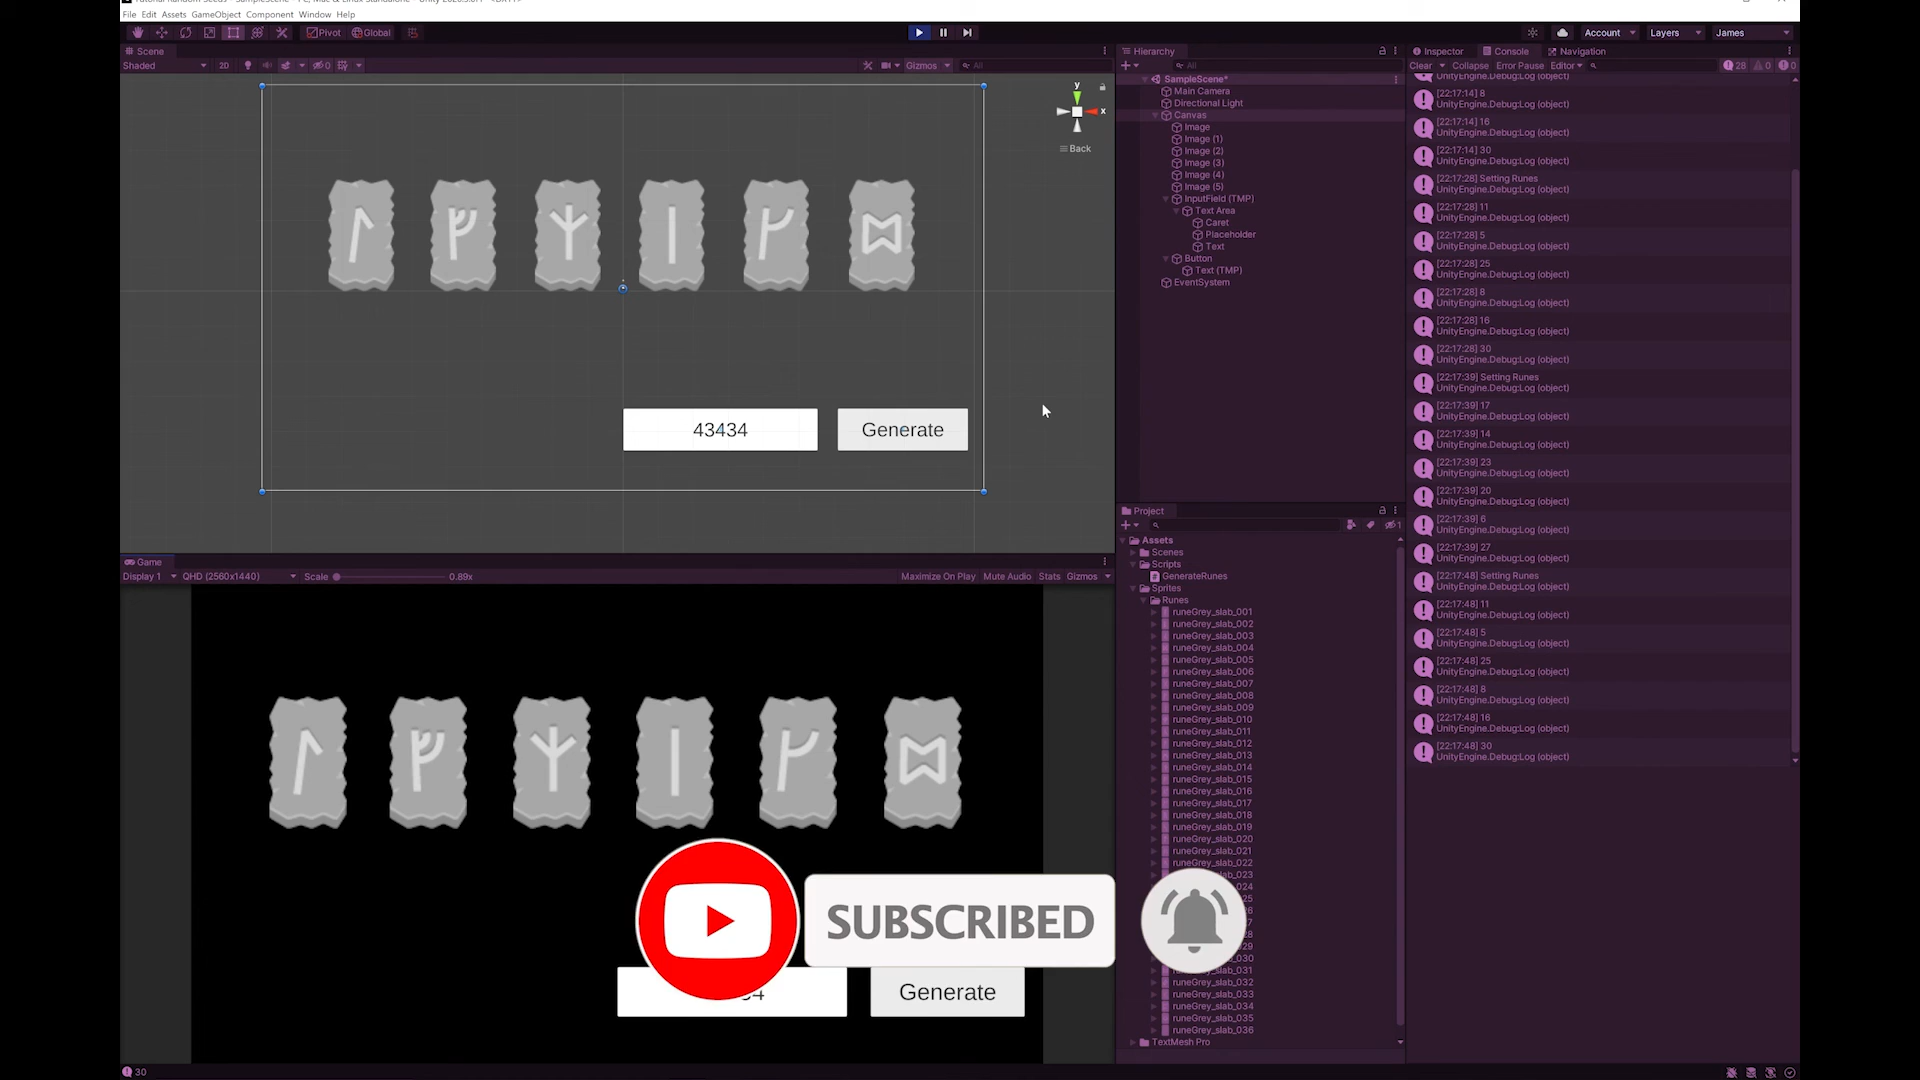 File Edit Assets GameObject Component Window Help
Pivot Global
Account Layers James
Scene
Shaded 2D 0 Gizmos All
y
x
Back
43434 Generate
Game
Display 1 QHD (2560x1440) Scale 0.89x Maximize On Play Mute Audio Stats Gizmos
SUBSCRIBED
Generate
30
Hierarchy
All
SampleScene*
Main Camera
Directional Light
Canvas
Image
Image (1)
Image (2)
Image (3)
Image (4)
Image (5)
InputField (TMP)
Text Area
Caret
Placeholder
Text
Button
Text (TMP)
EventSystem
Project
1
Assets
Scenes
Scripts
GenerateRunes
Sprites
Runes
runeGrey_slab_001
runeGrey_slab_002
runeGrey_slab_003
runeGrey_slab_004
runeGrey_slab_005
runeGrey_slab_006
runeGrey_slab_007
runeGrey_slab_008
runeGrey_slab_009
runeGrey_slab_010
runeGrey_slab_011
runeGrey_slab_012
runeGrey_slab_013
runeGrey_slab_014
runeGrey_slab_015
runeGrey_slab_016
runeGrey_slab_017
runeGrey_slab_018
runeGrey_slab_019
runeGrey_slab_020
runeGrey_slab_021
runeGrey_slab_022
runeGrey_slab_032
runeGrey_slab_033
runeGrey_slab_034
runeGrey_slab_035
runeGrey_slab_036
TextMesh Pro
Inspector Console Navigation
Clear Collapse Error Pause Editor 28 0 0
UnityEngine.Debug:Log (object)
[22:17:14] 8
UnityEngine.Debug:Log (object)
[22:17:14] 16
UnityEngine.Debug:Log (object)
[22:17:14] 30
UnityEngine.Debug:Log (object)
[22:17:28] Setting Runes
UnityEngine.Debug:Log (object)
[22:17:28] 11
UnityEngine.Debug:Log (object)
[22:17:28] 5
UnityEngine.Debug:Log (object)
[22:17:28] 25
UnityEngine.Debug:Log (object)
[22:17:28] 8
UnityEngine.Debug:Log (object)
[22:17:28] 16
UnityEngine.Debug:Log (object)
[22:17:28] 30
UnityEngine.Debug:Log (object)
[22:17:39] Setting Runes
UnityEngine.Debug:Log (object)
[22:17:39] 17
UnityEngine.Debug:Log (object)
[22:17:39] 14
UnityEngine.Debug:Log (object)
[22:17:39] 23
UnityEngine.Debug:Log (object)
[22:17:39] 20
UnityEngine.Debug:Log (object)
[22:17:39] 6
UnityEngine.Debug:Log (object)
[22:17:39] 27
UnityEngine.Debug:Log (object)
[22:17:48] Setting Runes
UnityEngine.Debug:Log (object)
[22:17:48] 11
UnityEngine.Debug:Log (object)
[22:17:48] 5
UnityEngine.Debug:Log (object)
[22:17:48] 25
UnityEngine.Debug:Log (object)
[22:17:48] 8
UnityEngine.Debug:Log (object)
[22:17:48] 16
UnityEngine.Debug:Log (object)
[22:17:48] 30
UnityEngine.Debug:Log (object)